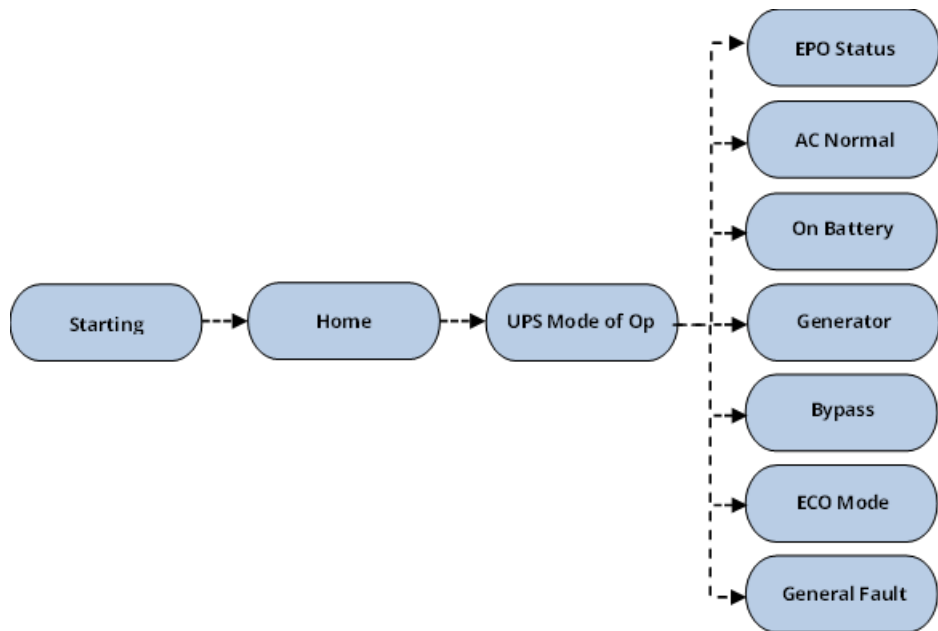 Starting
Home
UPS Mode of Op
EPO Status
AC Normal
On Battery
Generator
Bypass
ECO Mode
General Fault